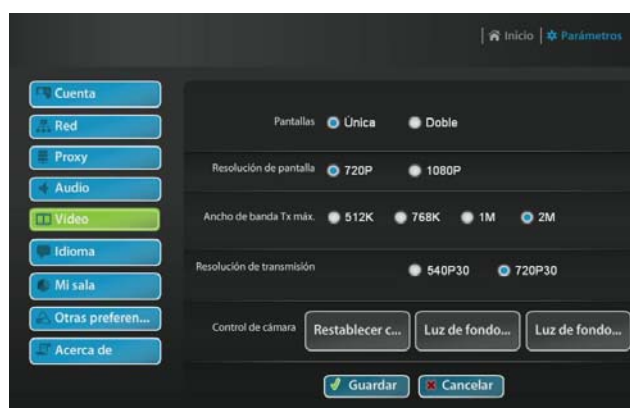 Inicio Parámetros
Cuenta
Red
Proxy
Audio
Video
Idioma
Mi sala
Otras preferen...
Acerca de
Pantallas Única Doble
Resolución de pantalla 720P 1080P
Ancho de banda Tx máx. 512K 768K 1M 2M
Resolución de transmisión 540P30 720P30
Control de cámara Restablecer c... Luz de fondo... Luz de fondo...
Guardar Cancelar